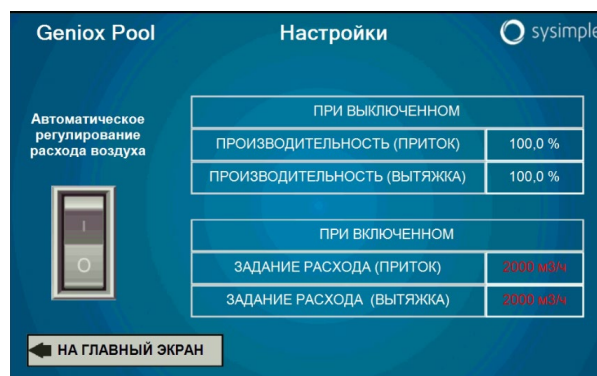 Geniox Pool
Настройки
sysimple
Автоматическое
регулирование
расхода воздуха
I
O
ПРИ ВЫКЛЮЧЕННОМ
ПРОИЗВОДИТЕЛЬНОСТЬ (ПРИТОК) 100,0 %
ПРОИЗВОДИТЕЛЬНОСТЬ (ВЫТЯЖКА) 100,0 %
ПРИ ВКЛЮЧЕННОМ
ЗАДАНИЕ РАСХОДА (ПРИТОК) 2000 м3/ч
ЗАДАНИЕ РАСХОДА (ВЫТЯЖКА) 2000 м3/ч
НА ГЛАВНЫЙ ЭКРАН